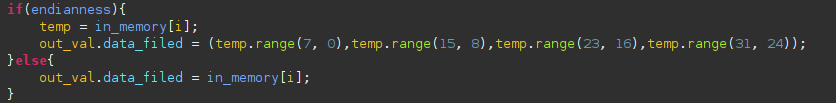 if(endianness){
    temp = in_memory[i];
    out_val.data_filed = (temp.range(7, 0),temp.range(15, 8),temp.range(23, 16),temp.range(31, 24));
}else{
    out_val.data_filed = in_memory[i];
}